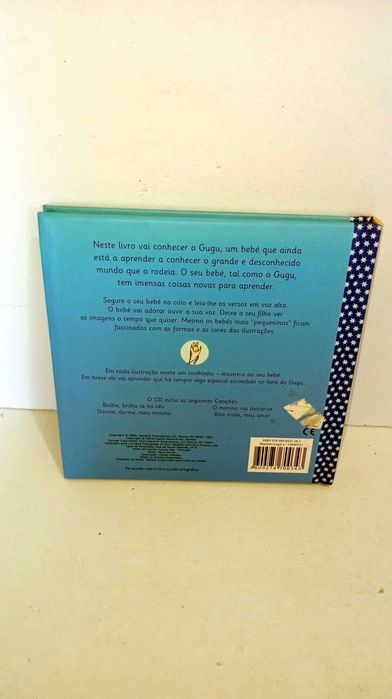 Neste livro vai conhecer o Gugu, um bebé que ainda
está a aprender a conhecer o grande e desconhecido
mundo que o rodeia. O seu bebé, tal como o Gugu,
tem imensas coisas novas para aprender.
Segure o seu bebé no colo e leia-lhe os versos em voz alta.
O bebé vai adorar ouvir a sua voz. Deixe o seu filho ver
as imagens o tempo que quiser. Mesmo os bebés mais "pequeninos" ficam
fascinados com as formas e as cores das ilustrações.
Em cada ilustração existe um coelhinho – mostre-o ao seu bebé.
Em breve ele vai aprender que há sempre algo especial escondido no livro do Gugu.
O CD inclui as seguintes Canções:
Brilha, brilha lá no céu
O menino vai deitar-se
Dorme, dorme, meu menino
Boa noite, meu amor
CE